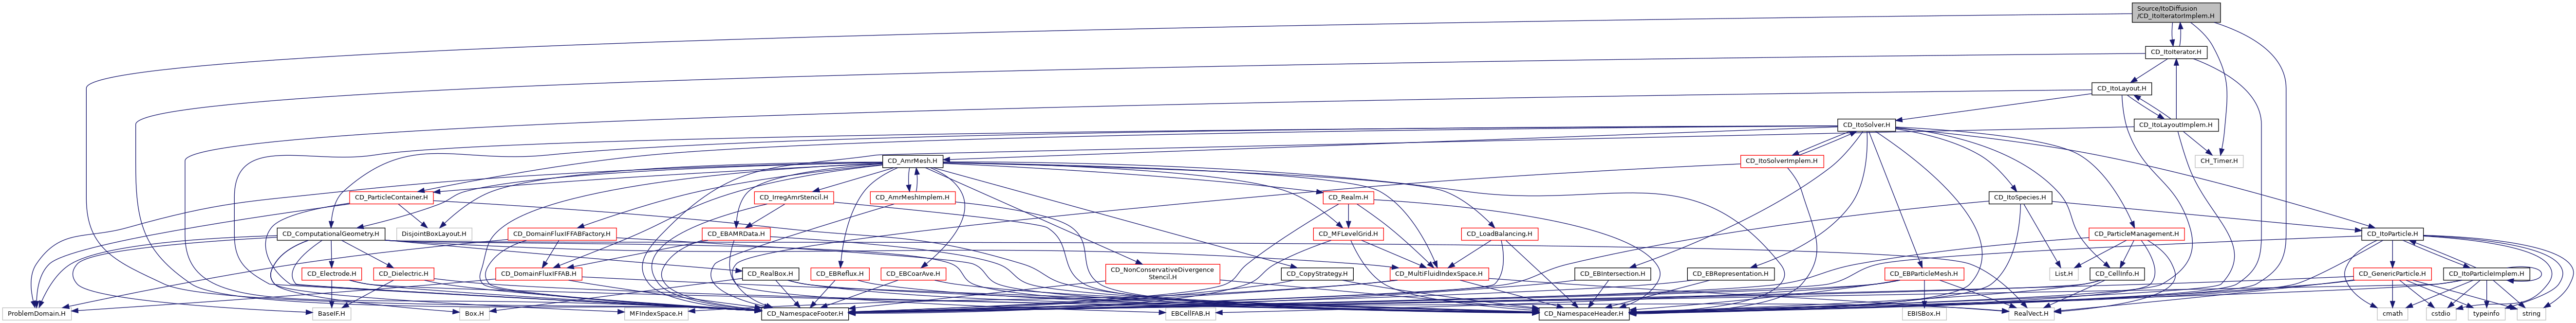 Source/ItoDiffusion
/CD_ItoIteratorImplem.H
CD_ItoIterator.H
CD_ItoLayout.H
CD_ItoSolver.H
CD_ItoLayoutImplem.H
CD_AmrMesh.H
CD_ItoSolverImplem.H
CH_Timer.H
CD_ParticleContainer.H
CD_IrregAmrStencil.H
CD_AmrMeshImplem.H
CD_Realm.H
CD_ItoSpecies.H
CD_ComputationalGeometry.H
DisjointBoxLayout.H
CD_DomainFluxIFFABFactory.H
CD_EBAMRData.H
CD_MFLevelGrid.H
CD_LoadBalancing.H
CD_ParticleManagement.H
CD_ItoParticle.H
CD_Electrode.H
CD_Dielectric.H
CD_DomainFluxIFFAB.H
CD_RealBox.H
CD_EBReflux.H
CD_EBCoarAve.H
CD_NonConservativeDivergence
Stencil.H
CD_CopyStrategy.H
CD_MultiFluidIndexSpace.H
CD_EBIntersection.H
CD_EBRepresentation.H
CD_EBParticleMesh.H
List.H
CD_CellInfo.H
CD_GenericParticle.H
CD_ItoParticleImplem.H
ProblemDomain.H
BaseIF.H
Box.H
MFIndexSpace.H
CD_NamespaceFooter.H
EBCellFAB.H
CD_NamespaceHeader.H
EBISBox.H
RealVect.H
cmath
cstdio
typeinfo
string